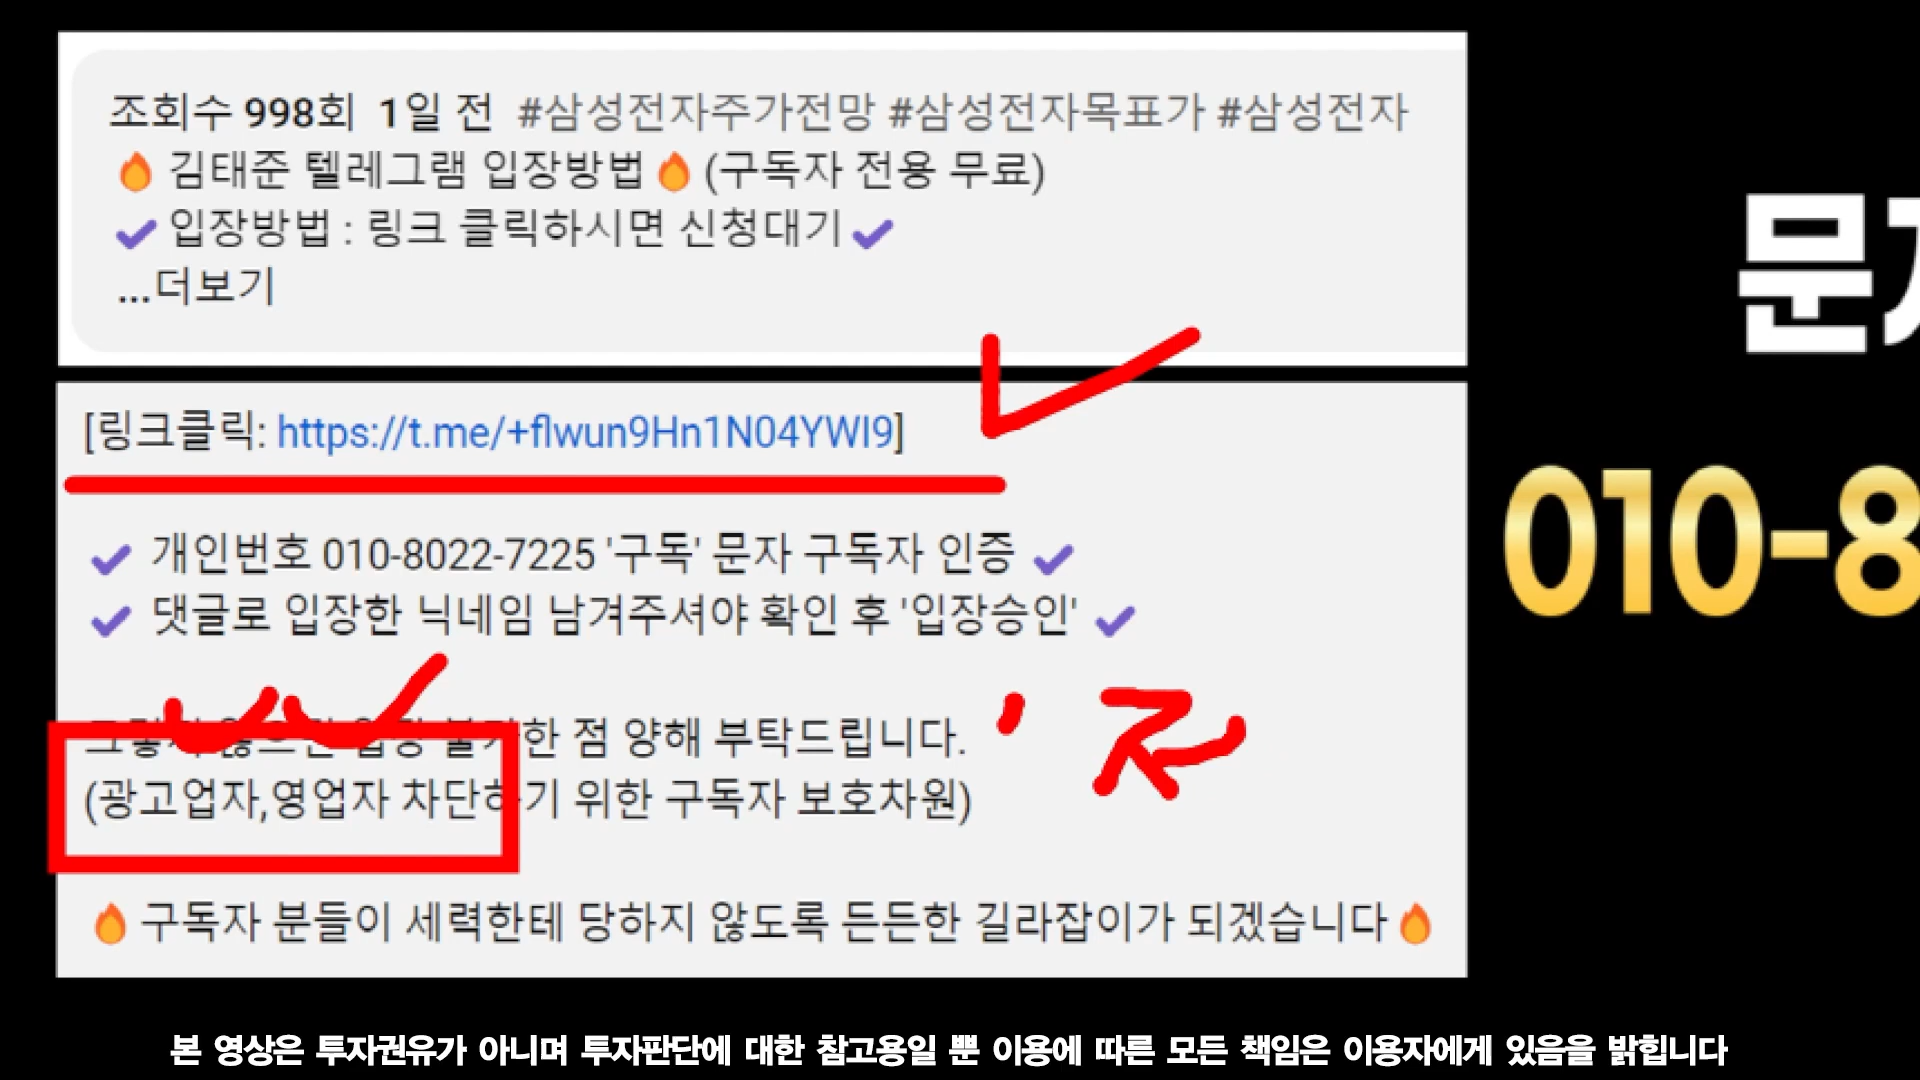 조회수 998회 1일 전 #삼성전자주가전망 #삼성전자목표가 #삼성전자
🔥 김태준 텔레그램 입장방법🔥 (구독자 전용 무료)
✔ 입장방법 : 링크 클릭하시면 신청대기 ✔
...더보기
[링크클릭: https://t.me/+flwun9Hn1N04YWI9]
✔ 개인번호 010-8022-7225 '구독' 문자 구독자 인증 ✔
✔ 댓글로 입장한 닉네임 남겨주셔야 확인 후 '입장승인' ✔
그렇지 않으면 입장 불가한 점 양해 부탁드립니다.
(광고업자,영업자 차단하기 위한 구독자 보호차원)
🔥 구독자 분들이 세력한테 당하지 않도록 든든한 길라잡이가 되겠습니다🔥
문
010-8
본 영상은 투자권유가 아니며 투자판단에 대한 참고용일 뿐 이용에 따른 모든 책임은 이용자에게 있음을 밝힙니다